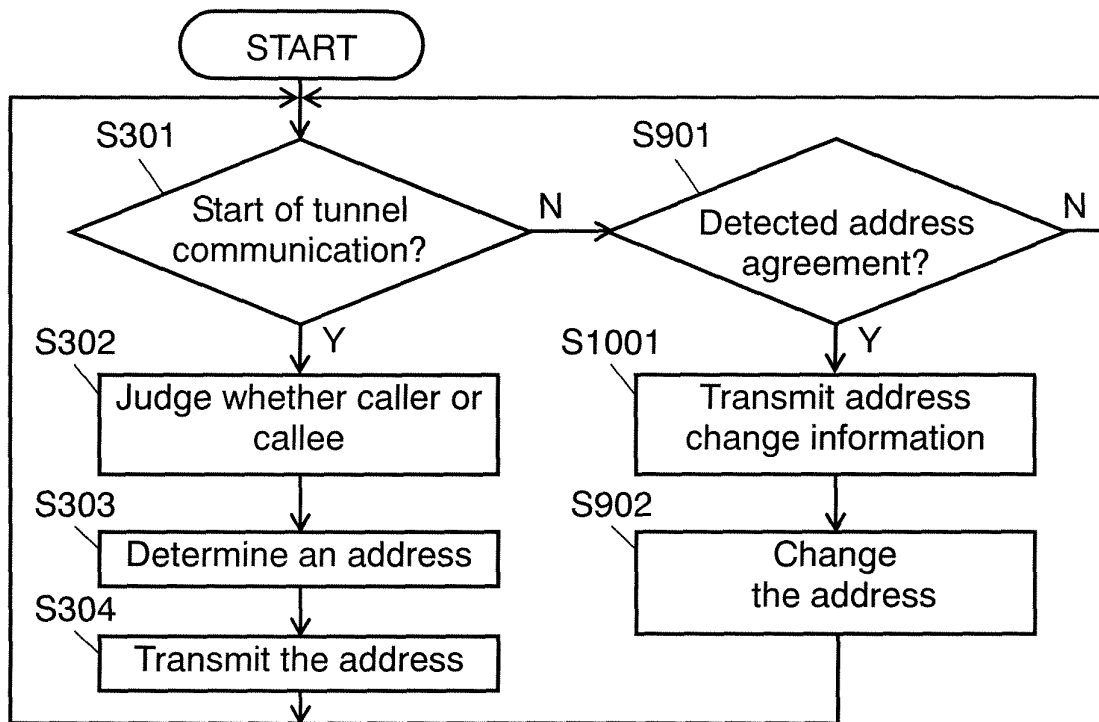 START
S301
Start of tunnel
communication?
N
Y
S901
Detected address
agreement?
N
Y
S302
Judge whether caller or
callee
S1001
Transmit address
change information
S303
Determine an address
S902
Change
the address
S304
Transmit the address